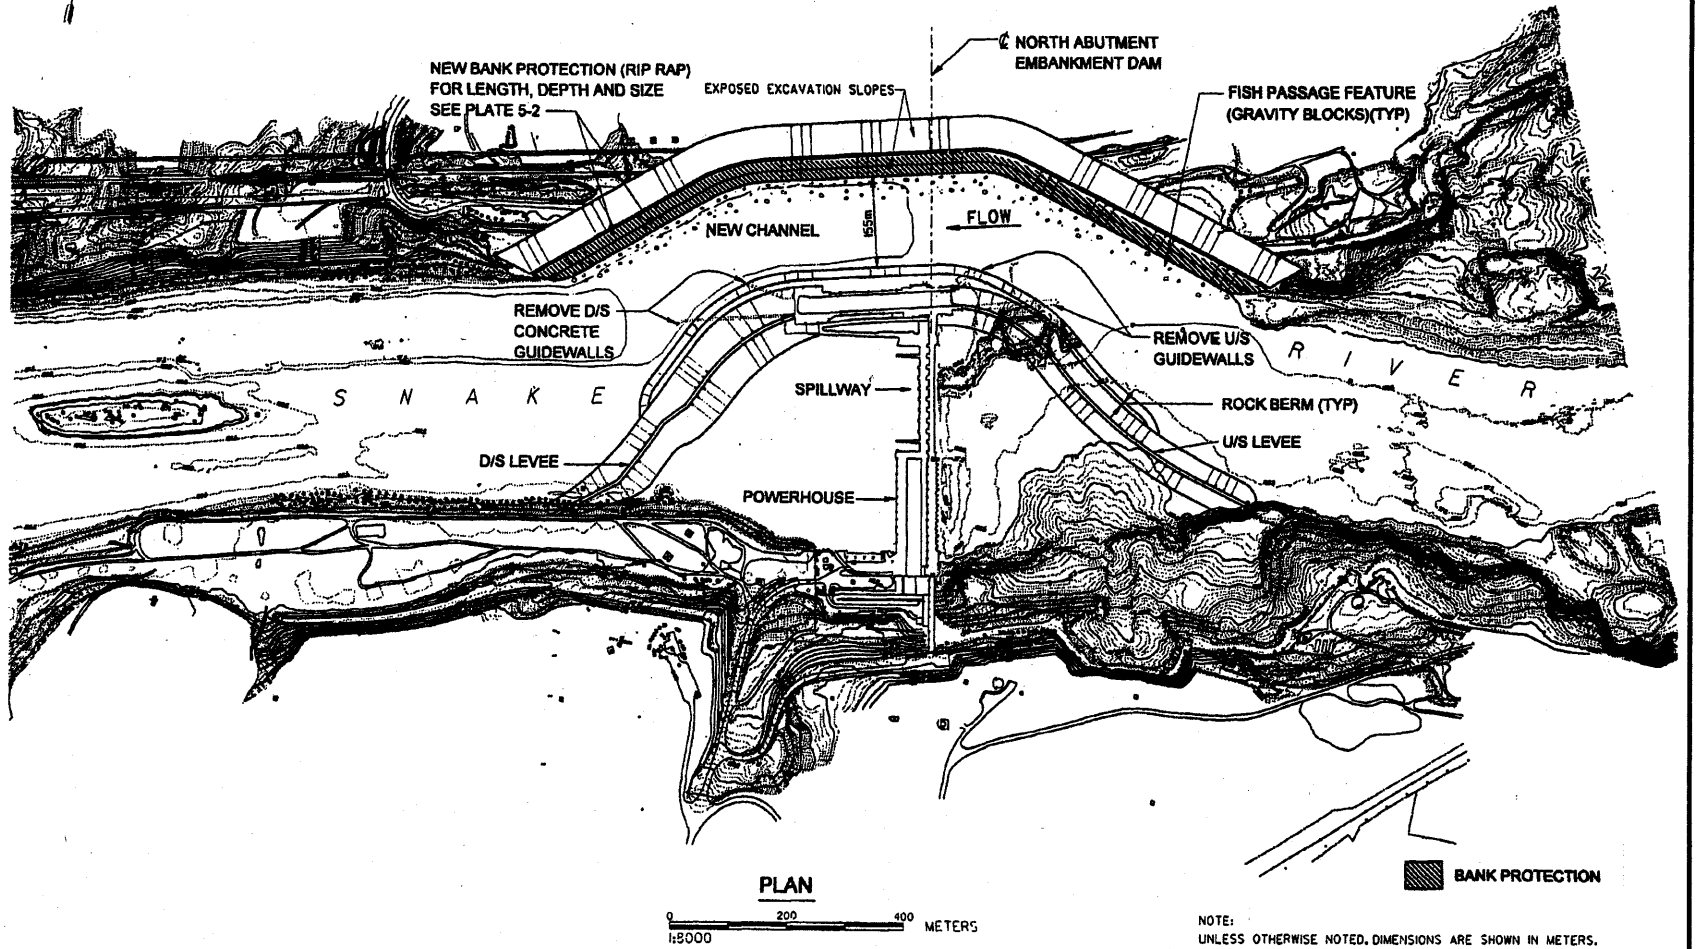 ℄ NORTH ABUTMENT
EMBANKMENT DAM
NEW BANK PROTECTION (RIP RAP)
FOR LENGTH, DEPTH AND SIZE
SEE PLATE 5-2
EXPOSED EXCAVATION SLOPES
FISH PASSAGE FEATURE
(GRAVITY BLOCKS)(TYP)
NEW CHANNEL
155m
FLOW
REMOVE D/S
CONCRETE
GUIDEWALLS
REMOVE U/S
GUIDEWALLS
SNAKE
RIVER
SPILLWAY
ROCK BERM (TYP)
U/S LEVEE
D/S LEVEE
POWERHOUSE
PLAN
0 200 400 METERS
1:8000
BANK PROTECTION
NOTE:
UNLESS OTHERWISE NOTED, DIMENSIONS ARE SHOWN IN METERS.